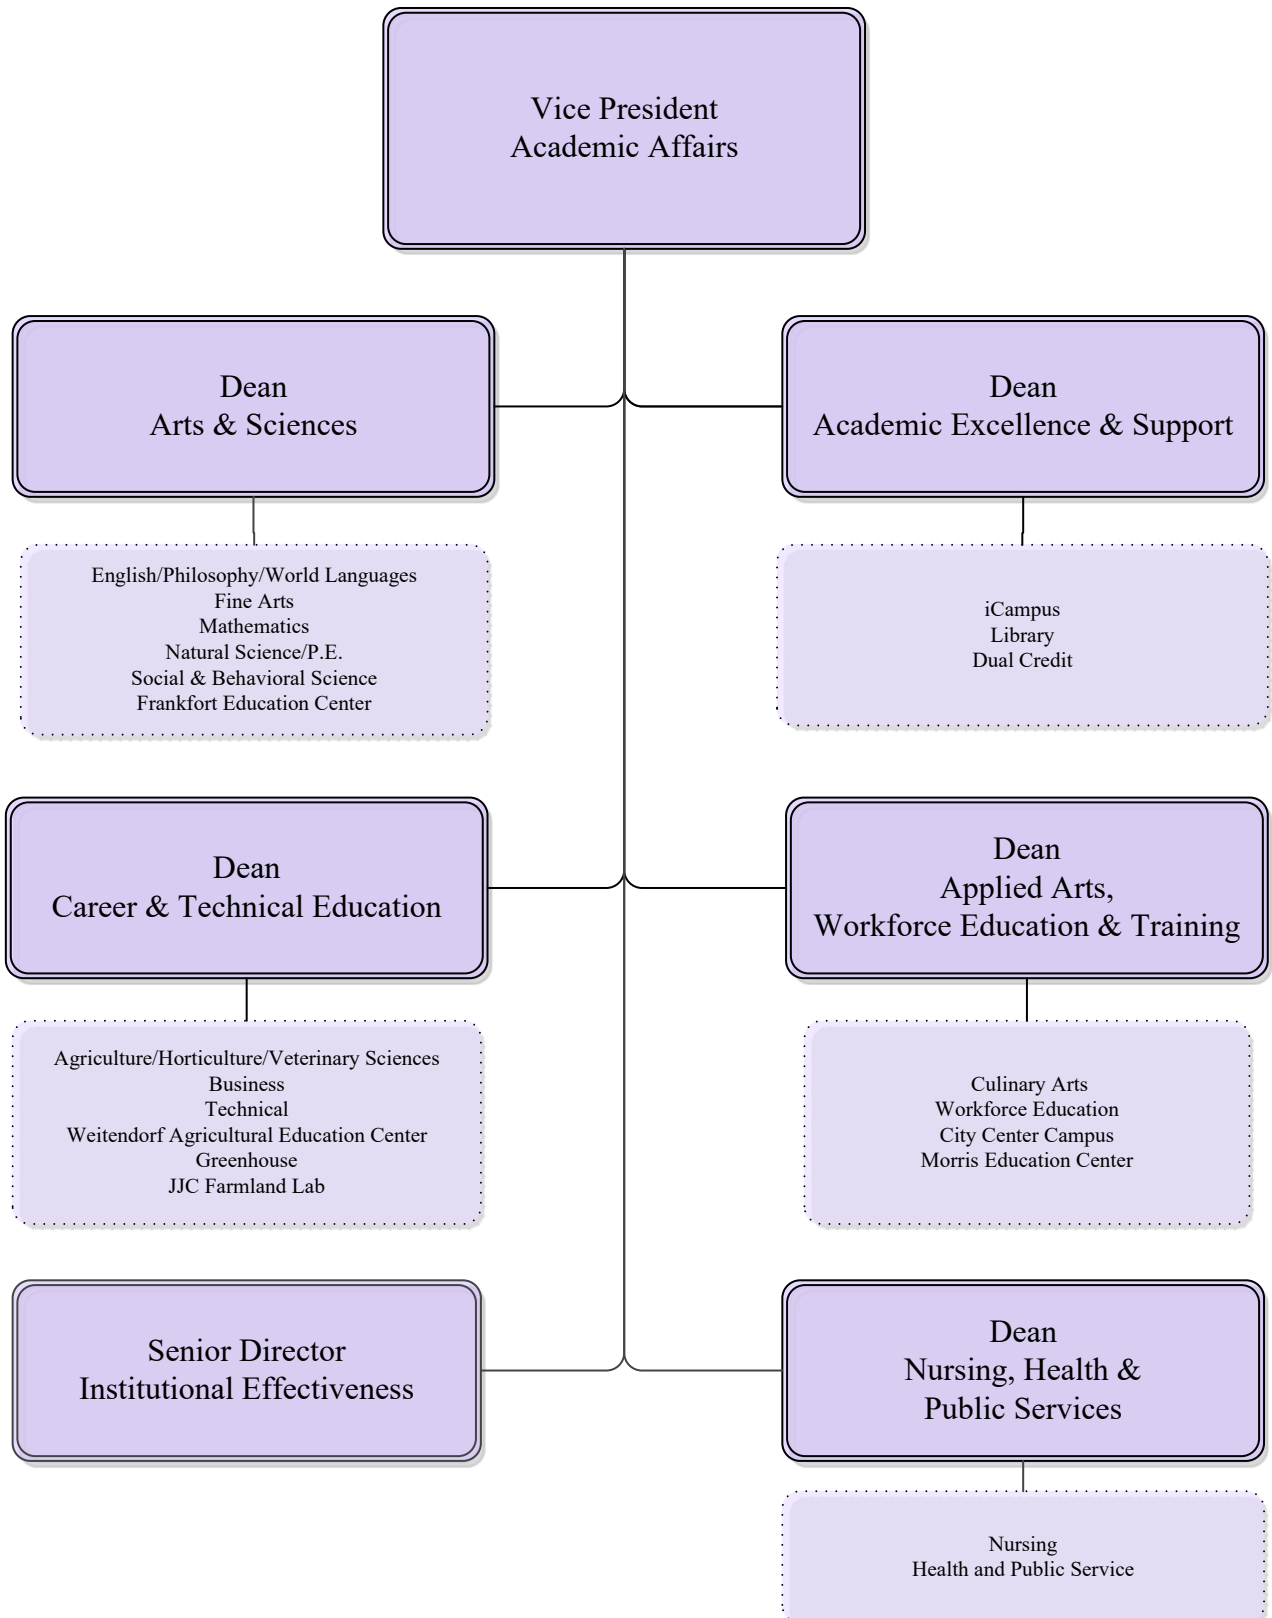 Vice President
Academic Affairs
Dean
Arts & Sciences
Dean
Academic Excellence & Support
English/Philosophy/World Languages
Fine Arts
Mathematics
Natural Science/P.E.
Social & Behavioral Science
Frankfort Education Center
iCampus
Library
Dual Credit
Dean
Career & Technical Education
Dean
Applied Arts,
Workforce Education & Training
Agriculture/Horticulture/Veterinary Sciences
Business
Technical
Weitendorf Agricultural Education Center
Greenhouse
JJC Farmland Lab
Culinary Arts
Workforce Education
City Center Campus
Morris Education Center
Senior Director
Institutional Effectiveness
Dean
Nursing, Health &
Public Services
Nursing
Health and Public Service